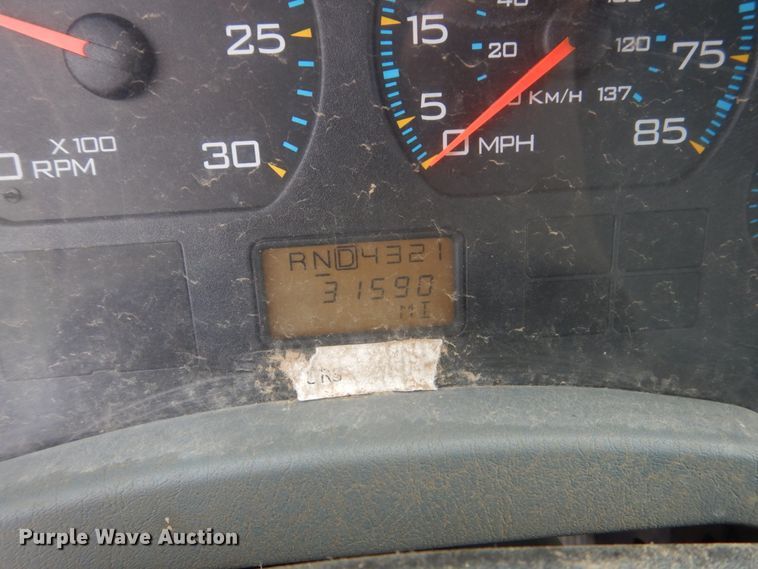 40
25
15
20
120
75
5
KM/H 137
X 100
RPM
30
0 MPH
85
RND4321
31590
MI
Purple Wave Auction